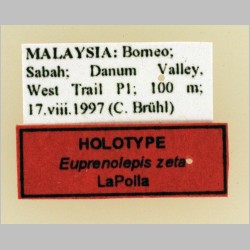 MALAYSIA: Borneo;
Sabah; Danum Valley,
West Trail P1; 100 m;
17.viii.1997 (C. Brühl)
HOLOTYPE
Euprenolepis zeta
LaPolla